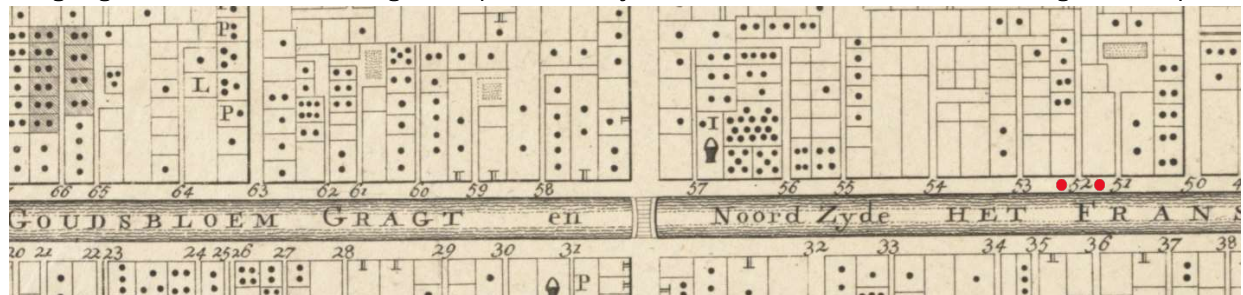 P
L
P
I
66 65 64 63 62 61 60 59 58 57 56 55 54 53 52 51 50
GOUDSBLOEM GRAGT en Noord Zyde HET FRANS
20 21 22 23 24 25 26 27 28 29 30 31 32 33 34 35 36 37 38
P